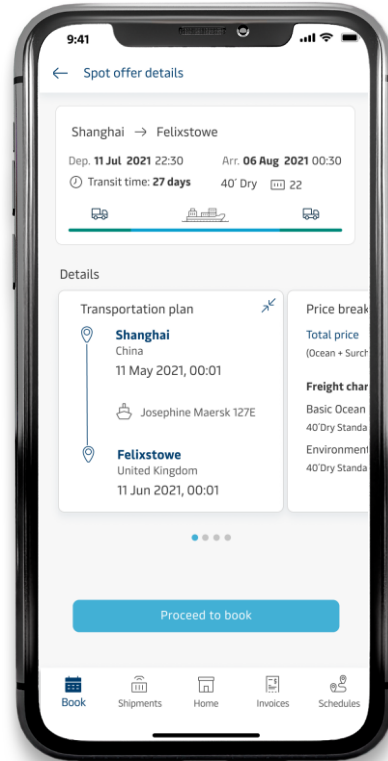 9:41
Spot offer details
Shanghai → Felixstowe
Dep. 11 Jul 2021 22:30 Arr. 06 Aug 2021 00:30
Transit time: 27 days 40' Dry 22
Details
Transportation plan
Shanghai
China
11 May 2021, 00:01
Josephine Maersk 127E
Felixstowe
United Kingdom
11 Jun 2021, 00:01
Price break
Total price
(Ocean + Surch
Freight char
Basic Ocean
40'Dry Standa
Environment
40'Dry Standa
Proceed to book
Book Shipments Home Invoices Schedules